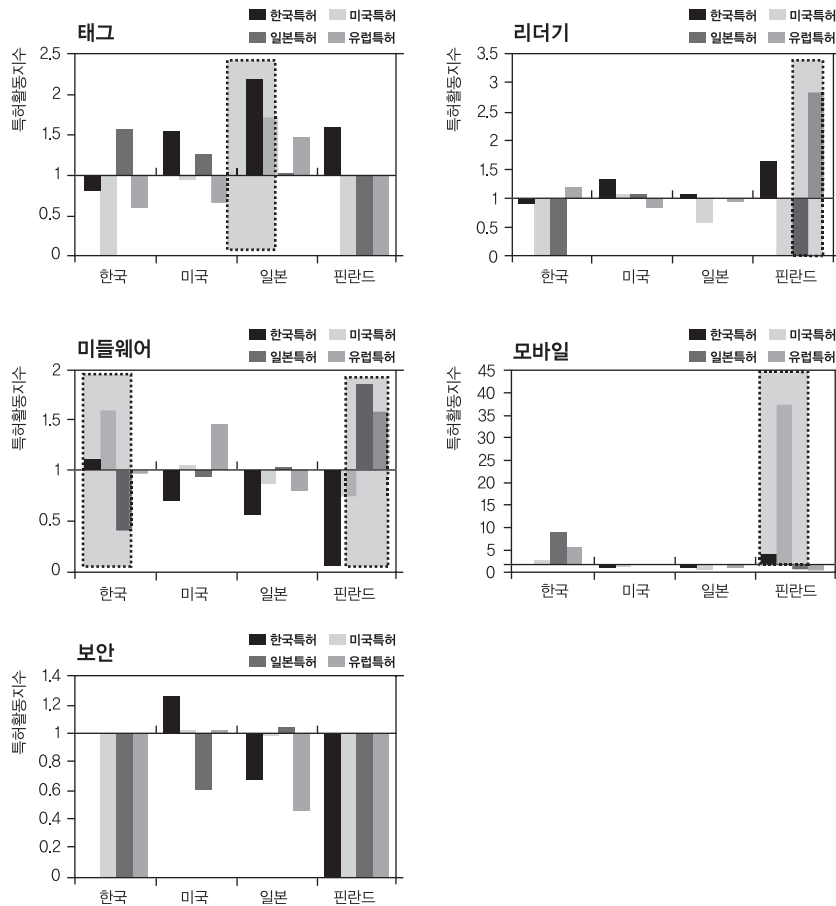 태그
한국특허 미국특허
일본특허 유럽특허
특허활동지수
2.5
2
1.5
1
0.5
0
한국 미국 일본 핀란드
리더기
한국특허 미국특허
일본특허 유럽특허
특허활동지수
3.5
3
2.5
2
1.5
1
0.5
0
한국 미국 일본 핀란드
미들웨어
한국특허 미국특허
일본특허 유럽특허
특허활동지수
2
1.5
1
0.5
0
한국 미국 일본 핀란드
모바일
한국특허 미국특허
일본특허 유럽특허
특허활동지수
45
40
35
30
25
20
15
10
5
0
한국 미국 일본 핀란드
보안
한국특허 미국특허
일본특허 유럽특허
특허활동지수
1.4
1.2
1
0.8
0.6
0.4
0.2
0
한국 미국 일본 핀란드